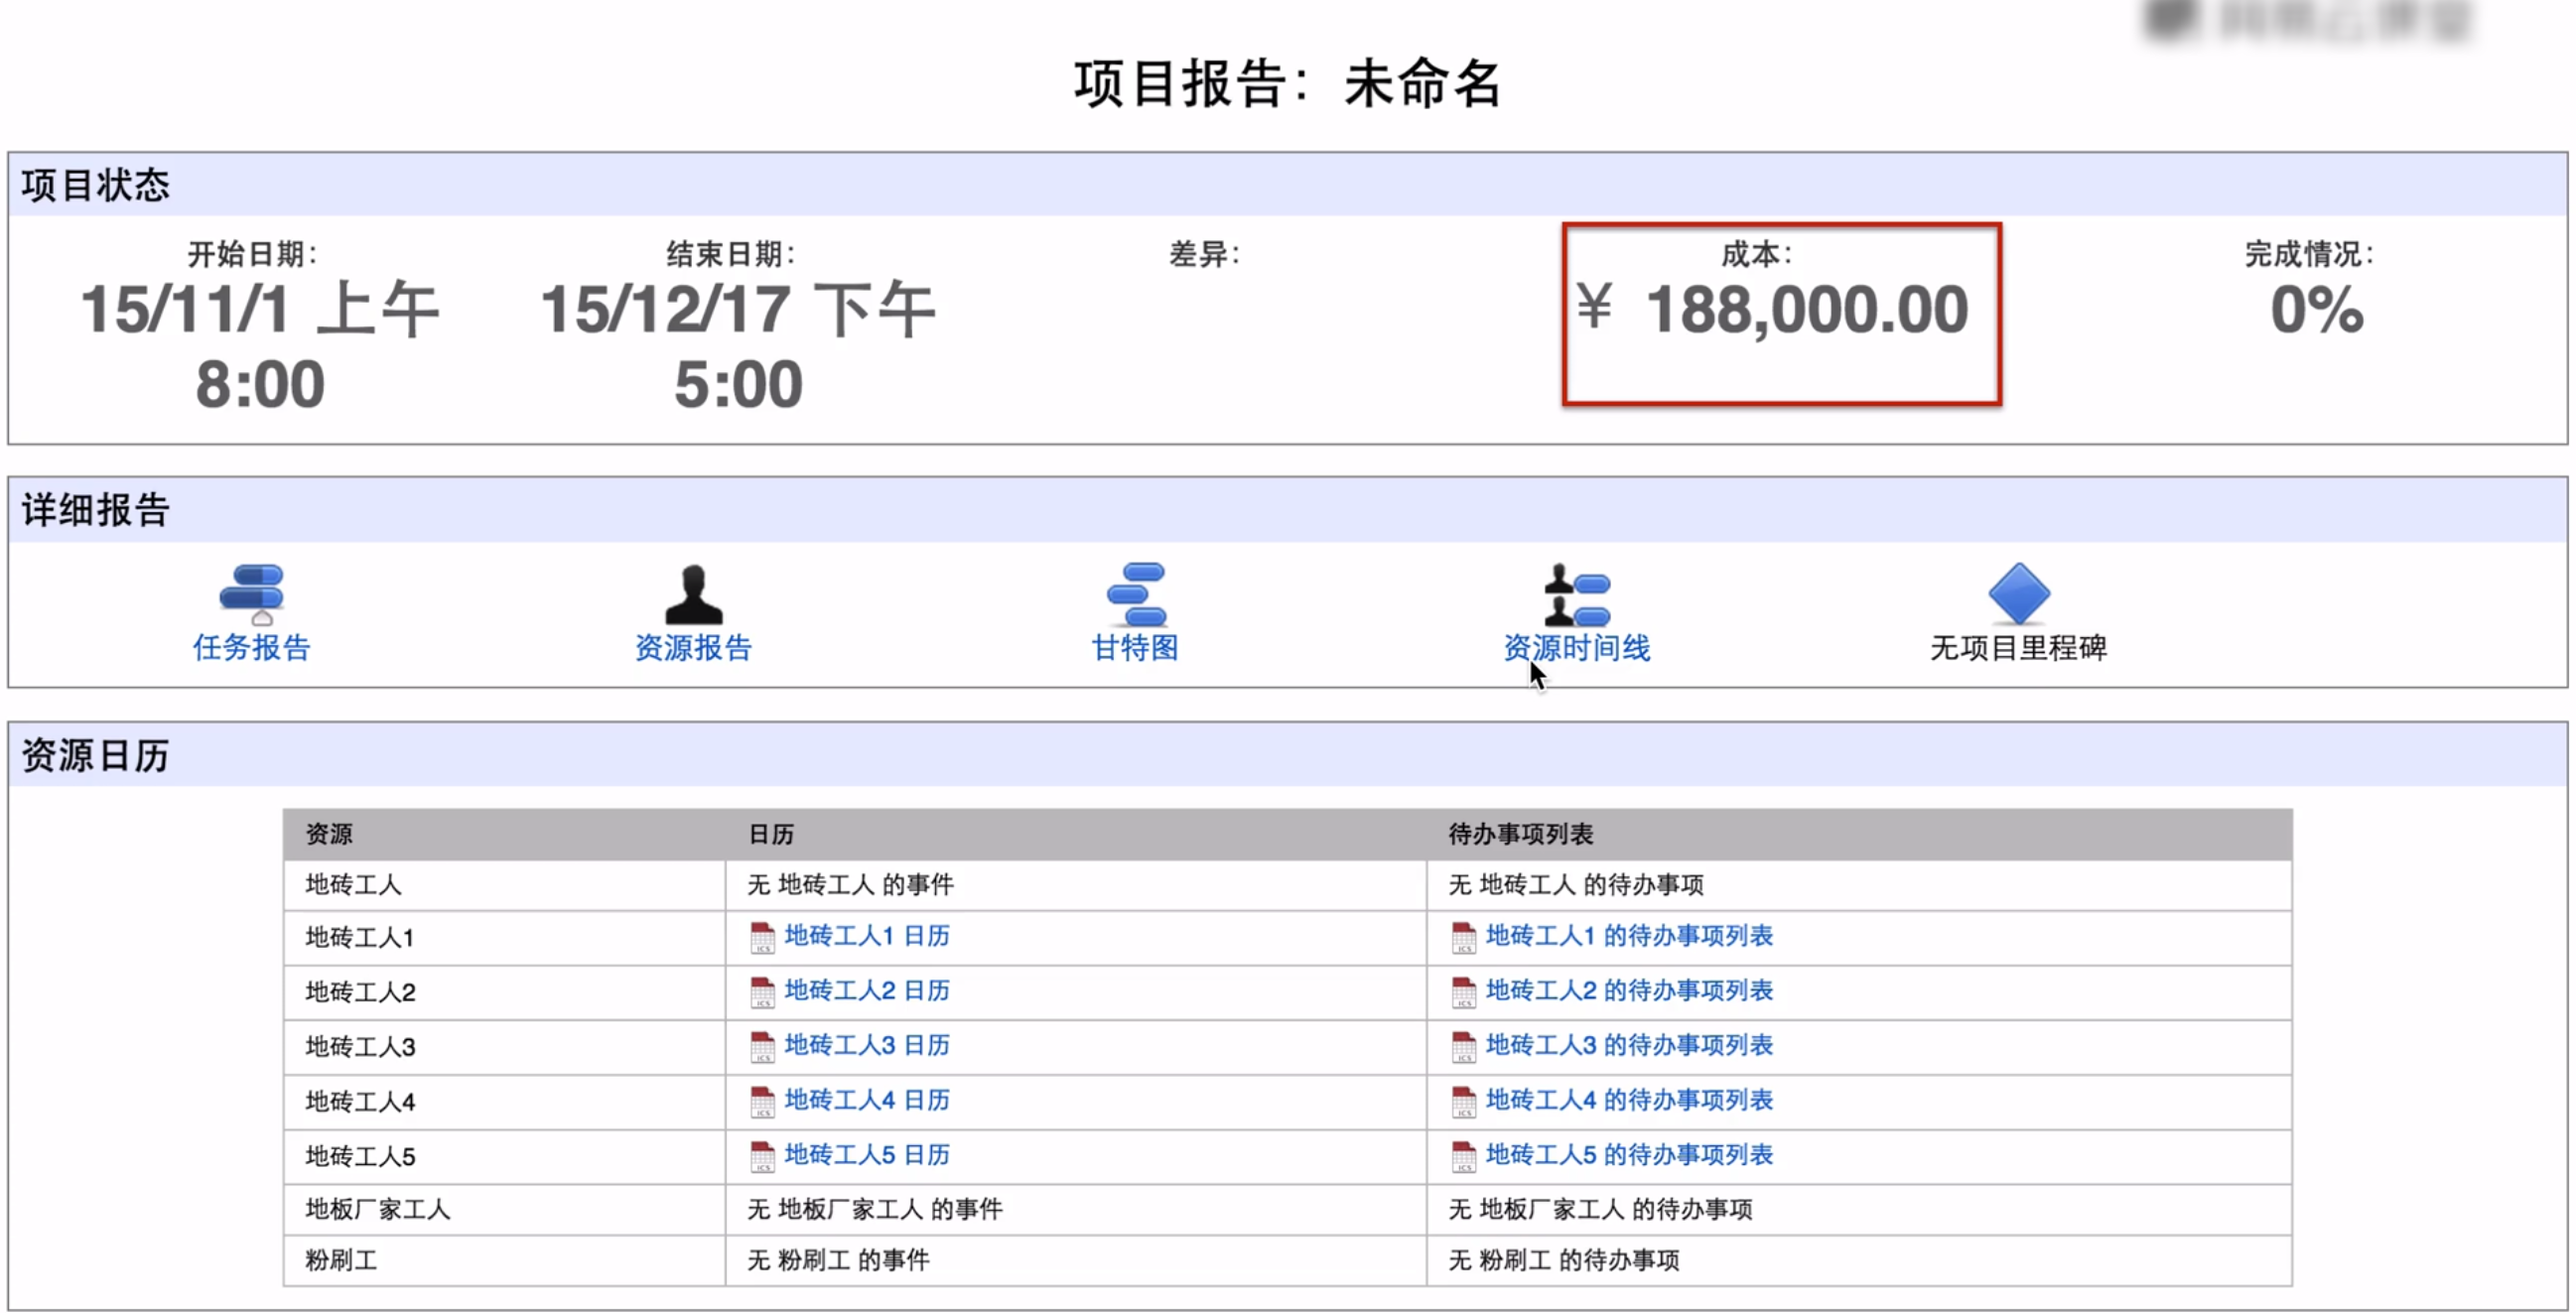 项目报告：未命名
项目状态
开始日期：
15/11/1 上午
8:00
结束日期：
15/12/17 下午
5:00
差异：
成本：
¥ 188,000.00
完成情况：
0%
详细报告
任务报告
资源报告
甘特图
资源时间线
无项目里程碑
资源日历
资源 日历 待办事项列表
地砖工人 无 地砖工人 的事件 无 地砖工人 的待办事项
地砖工人1 地砖工人1 日历 地砖工人1 的待办事项列表
地砖工人2 地砖工人2 日历 地砖工人2 的待办事项列表
地砖工人3 地砖工人3 日历 地砖工人3 的待办事项列表
地砖工人4 地砖工人4 日历 地砖工人4 的待办事项列表
地砖工人5 地砖工人5 日历 地砖工人5 的待办事项列表
地板厂家工人 无 地板厂家工人 的事件 无 地板厂家工人 的待办事项
粉刷工 无 粉刷工 的事件 无 粉刷工 的待办事项